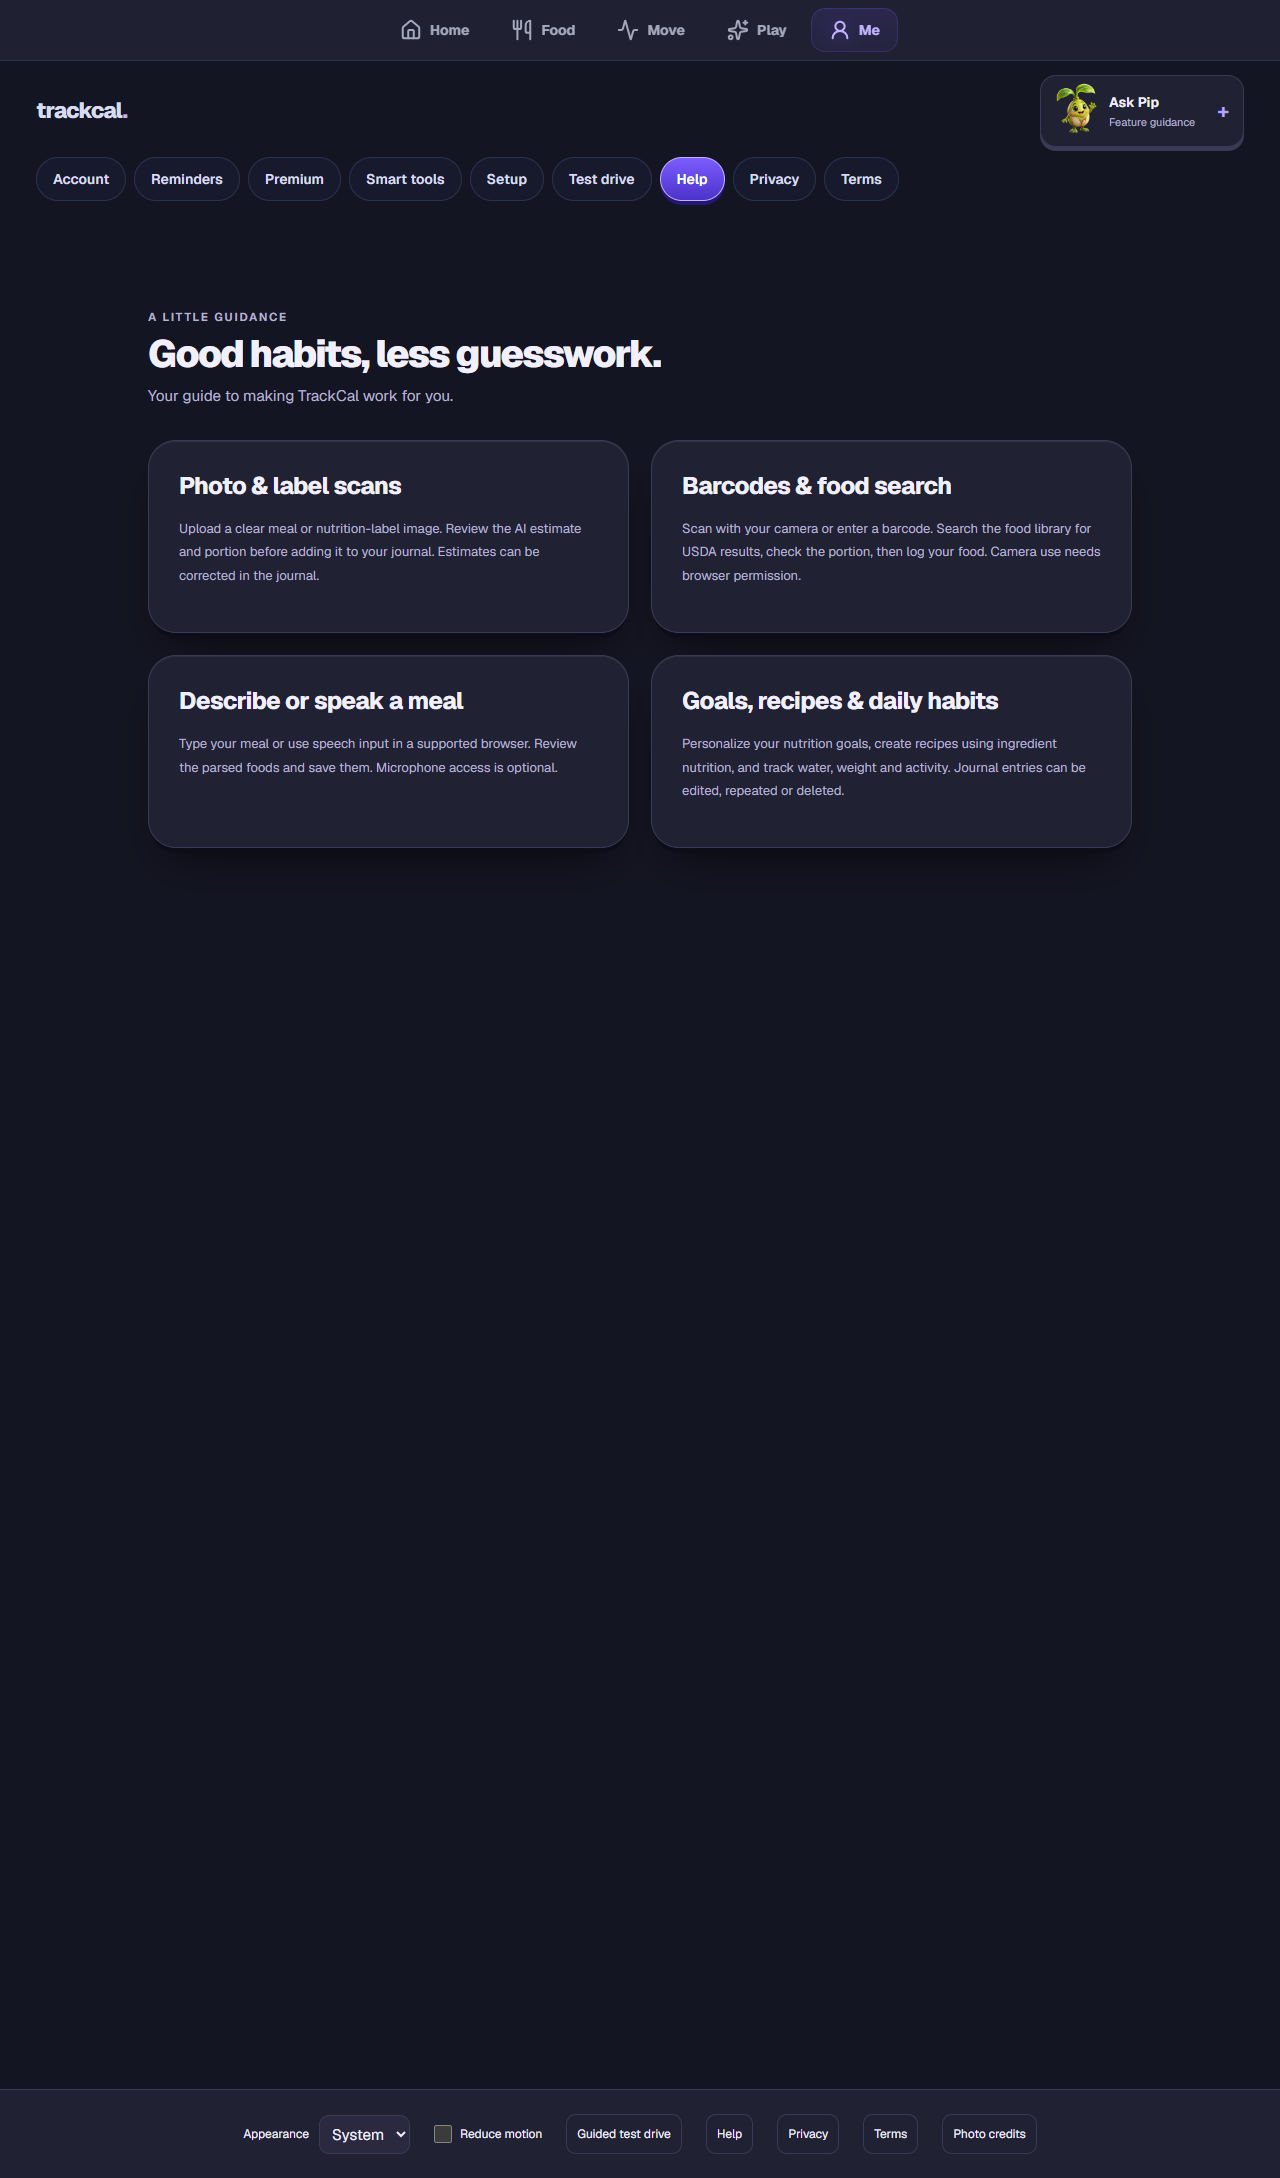 Home
Food
Move
Play
Me
trackcal.
Ask Pip
Feature guidance
+
Account
Reminders
Premium
Smart tools
Setup
Test drive
Help
Privacy
Terms
A LITTLE GUIDANCE
Good habits, less guesswork.
Your guide to making TrackCal work for you.
Photo & label scans
Upload a clear meal or nutrition-label image. Review the AI estimate
and portion before adding it to your journal. Estimates can be
corrected in the journal.
Barcodes & food search
Scan with your camera or enter a barcode. Search the food library for
USDA results, check the portion, then log your food. Camera use needs
browser permission.
Describe or speak a meal
Type your meal or use speech input in a supported browser. Review
the parsed foods and save them. Microphone access is optional.
Goals, recipes & daily habits
Personalize your nutrition goals, create recipes using ingredient
nutrition, and track water, weight and activity. Journal entries can be
edited, repeated or deleted.
Appearance
System
Reduce motion
Guided test drive
Help
Privacy
Terms
Photo credits